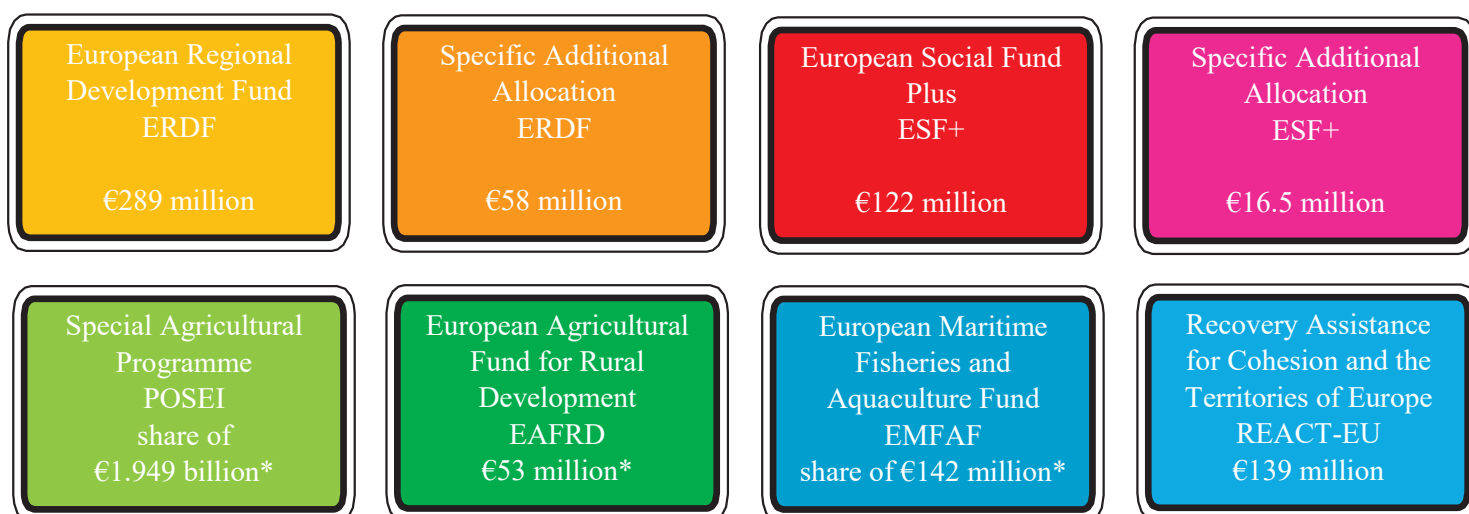 European Regional
Development Fund
ERDF
€289 million
Specific Additional
Allocation
ERDF
€58 million
European Social Fund
Plus
ESF+
€122 million
Specific Additional
Allocation
ESF+
€16.5 million
Special Agricultural
Programme
POSEI
share of
€1.949 billion*
European Agricultural
Fund for Rural
Development
EAFRD
€53 million*
European Maritime
Fisheries and
Aquaculture Fund
EMFAF
share of €142 million*
Recovery Assistance
for Cohesion and the
Territories of Europe
REACT-EU
€139 million